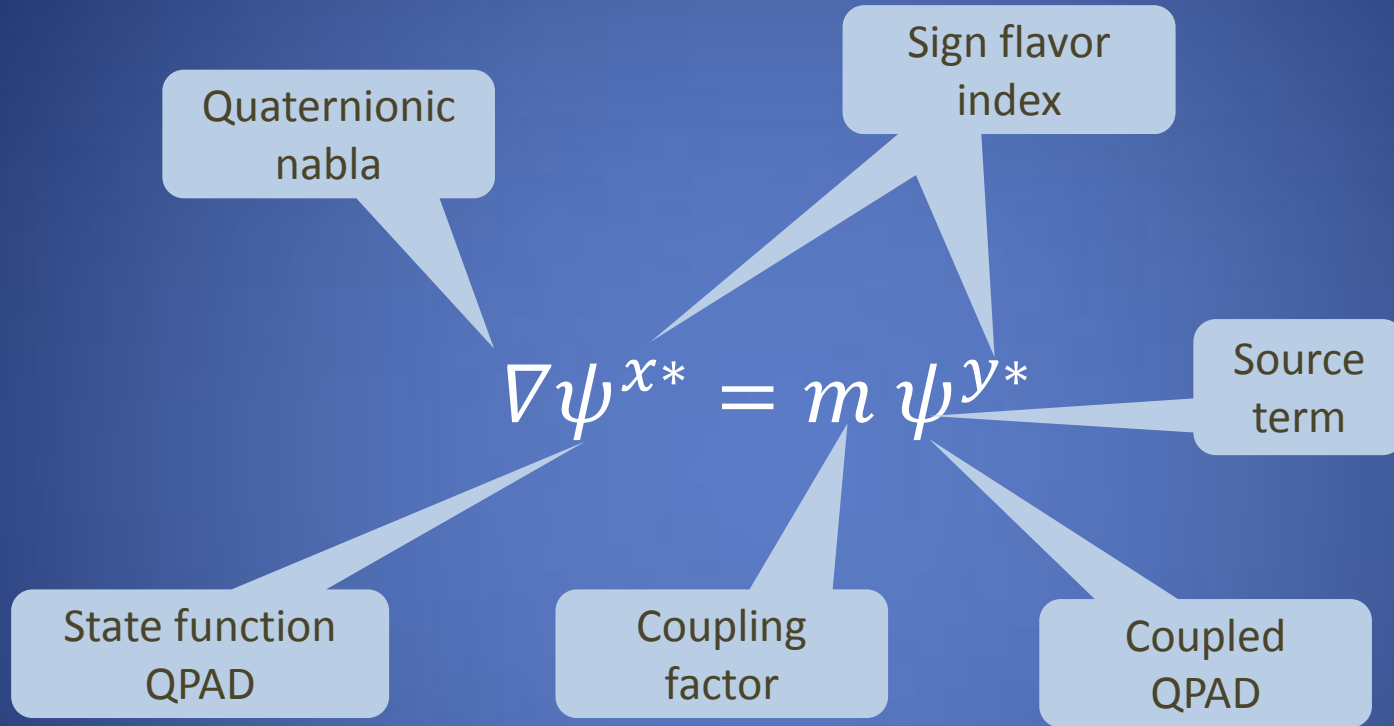 Sign flavor
index
Quaternionic
nabla
∇ψ^{x*} = m ψ^{y*}
Source
term
State function
QPAD
Coupling
factor
Coupled
QPAD